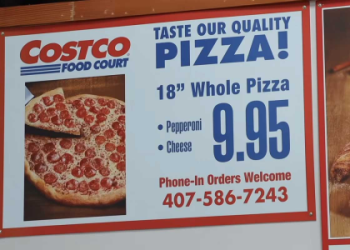 COSTCO
FOOD COURT
TASTE OUR QUALITY
PIZZA!
18" Whole Pizza
• Pepperoni
• Cheese
9.95
Phone-In Orders Welcome
407-586-7243